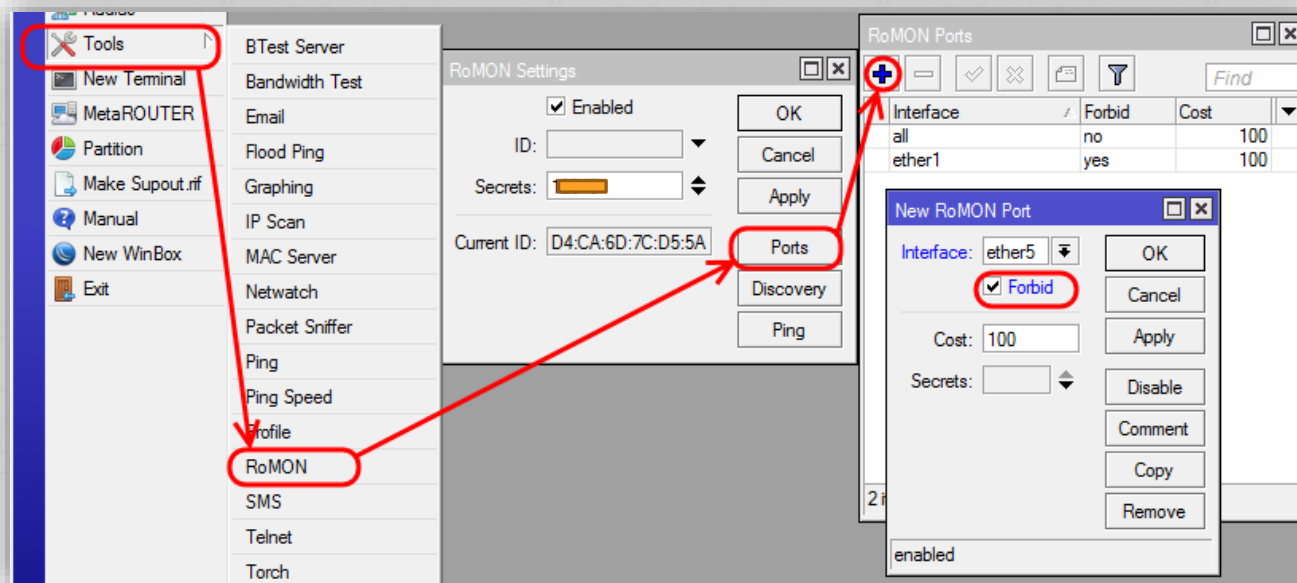 Tools
New Terminal
MetaROUTER
Partition
Make Supout.rif
Manual
New WinBox
Exit
BTest Server
Bandwidth Test
Email
Flood Ping
Graphing
IP Scan
MAC Server
Netwatch
Packet Sniffer
Ping
Ping Speed
Profile
RoMON
SMS
Telnet
Torch
RoMON Settings
Enabled
ID:
Secrets:
Current ID: D4:CA:6D:7C:D5:5A
OK
Cancel
Apply
Ports
Discovery
Ping
RoMON Ports
Find
Interface Forbid Cost
all no 100
ether1 yes 100
New RoMON Port
Interface: ether5
Forbid
Cost: 100
Secrets:
OK
Cancel
Apply
Disable
Comment
Copy
Remove
enabled